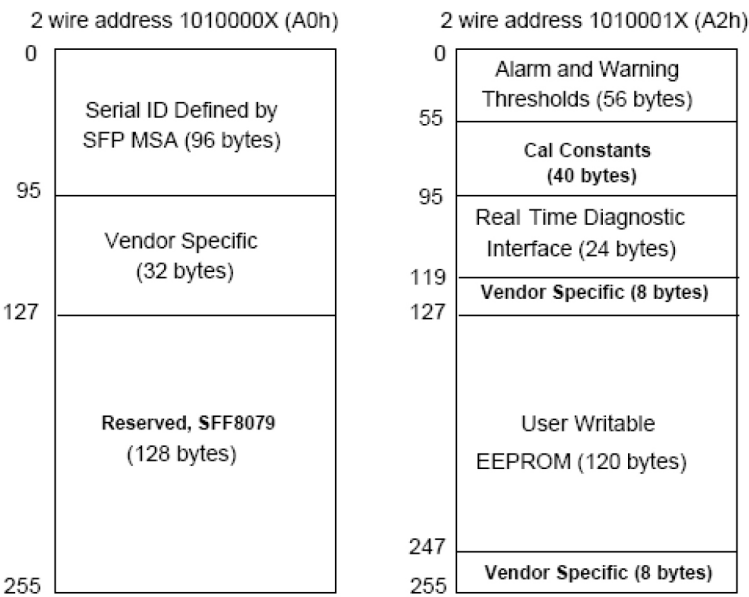 2 wire address 1010000X (A0h)
0
Serial ID Defined by
SFP MSA (96 bytes)
95
Vendor Specific
(32 bytes)
127
Reserved, SFF8079
(128 bytes)
255
2 wire address 1010001X (A2h)
0
Alarm and Warning
Thresholds (56 bytes)
55
Cal Constants
(40 bytes)
95
Real Time Diagnostic
Interface (24 bytes)
119
Vendor Specific (8 bytes)
127
User Writable
EEPROM (120 bytes)
247
Vendor Specific (8 bytes)
255